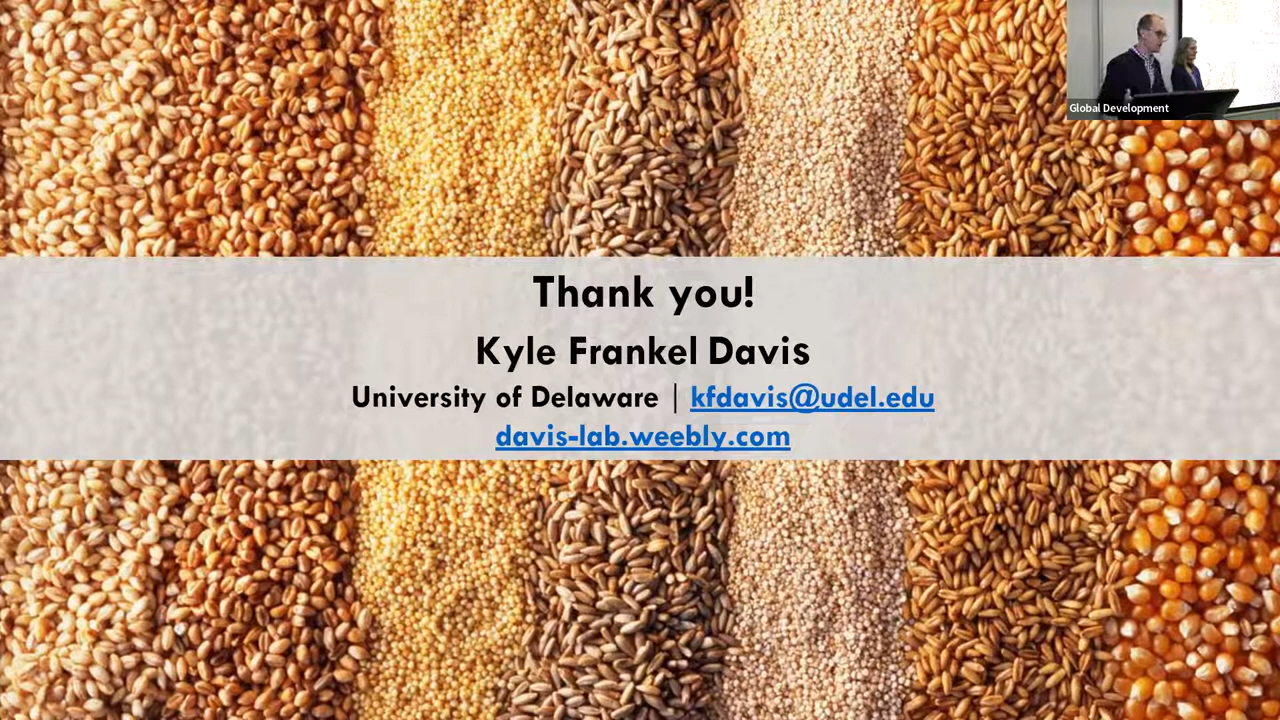 Global Development
Thank you!
Kyle Frankel Davis
University of Delaware | kfdavis@udel.edu
davis-lab.weebly.com